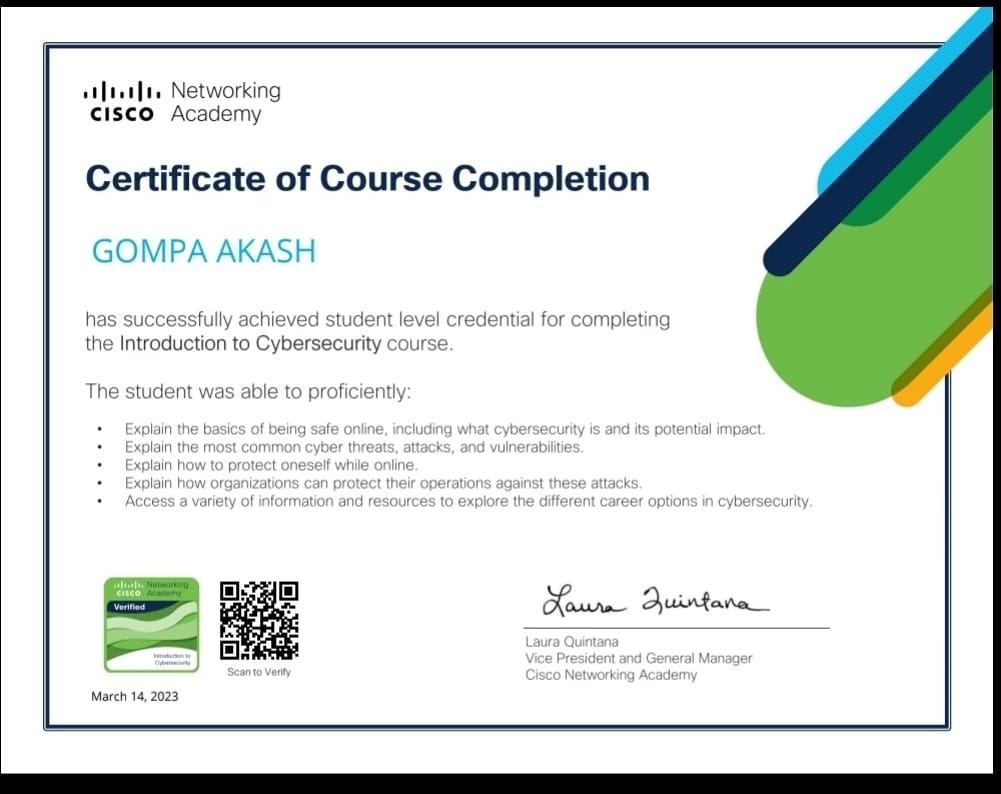 Networking
CISCO Academy
Certificate of Course Completion
GOMPA AKASH
has successfully achieved student level credential for completing
the Introduction to Cybersecurity course.
The student was able to proficiently:
• Explain the basics of being safe online, including what cybersecurity is and its potential impact.
• Explain the most common cyber threats, attacks, and vulnerabilities.
• Explain how to protect oneself while online.
• Explain how organizations can protect their operations against these attacks.
• Access a variety of information and resources to explore the different career options in cybersecurity.
Networking
CISCO Academy
Verified
Introduction to
Cybersecurity
Scan to Verify
March 14, 2023
Laura Quintana
Laura Quintana
Vice President and General Manager
Cisco Networking Academy